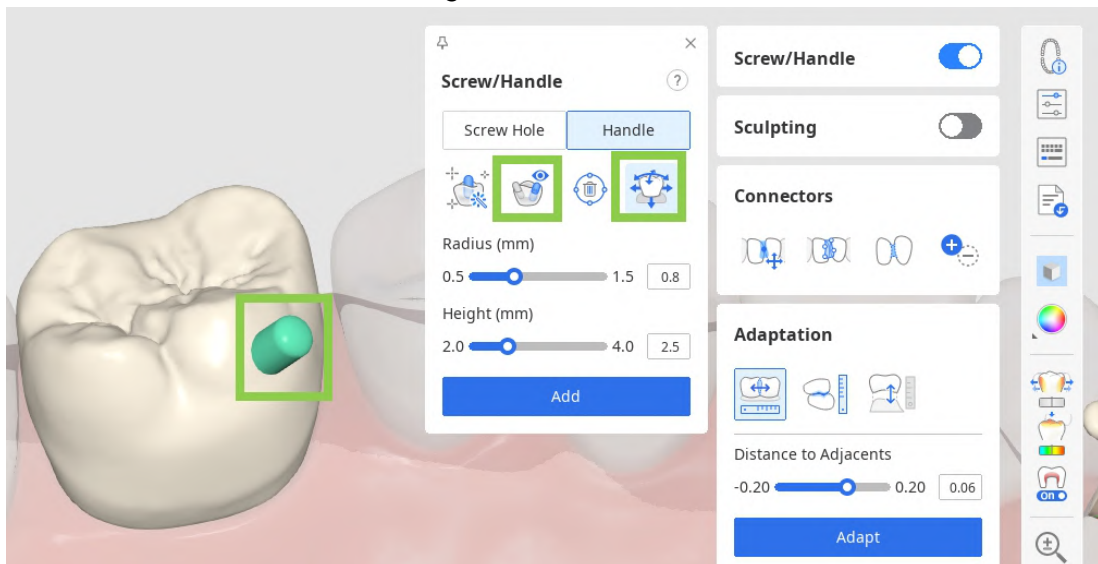 Screw/Handle
?
Screw Hole
Handle
Radius (mm)
0.5
1.5
0.8
Height (mm)
2.0
4.0
2.5
Add
Screw/Handle
Sculpting
Connectors
Adaptation
Distance to Adjacents
-0.20
0.20
0.06
Adapt
On